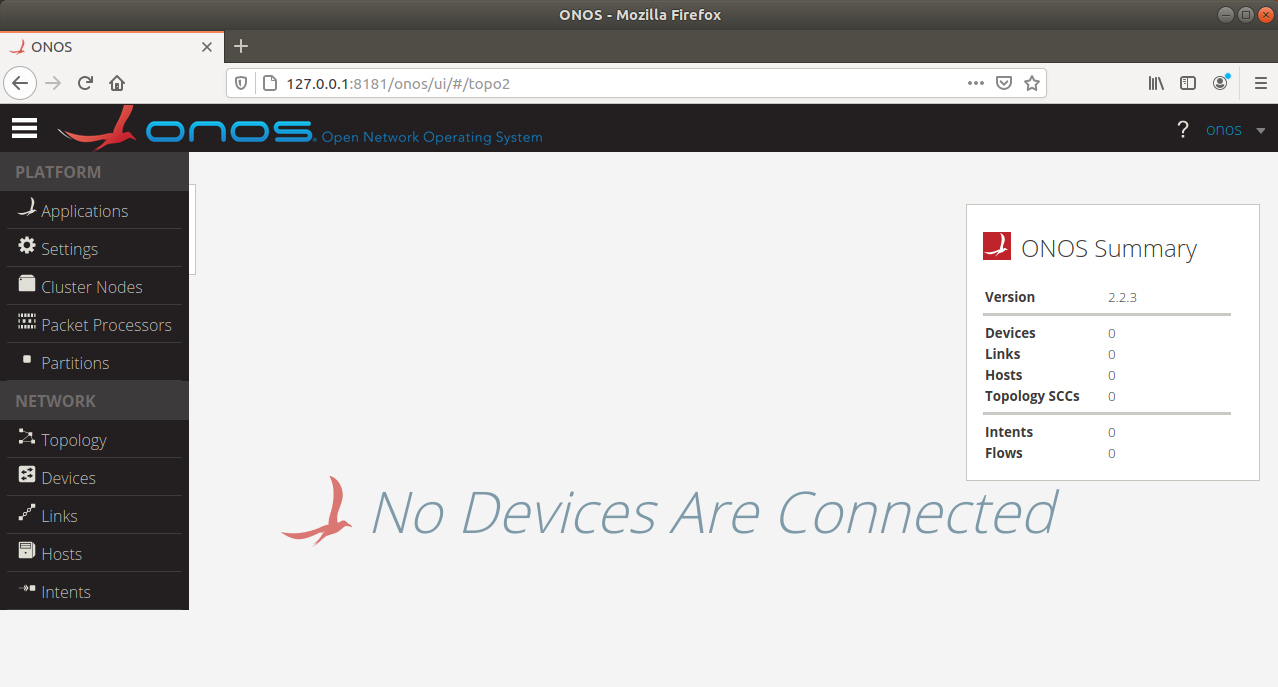 ONOS - Mozilla Firefox
ONOS
127.0.0.1:8181/onos/ui/#/topo2
onos Open Network Operating System
? onos
PLATFORM
Applications
Settings
Cluster Nodes
Packet Processors
Partitions
NETWORK
Topology
Devices
Links
Hosts
Intents
ONOS Summary
Version 2.2.3
Devices 0
Links 0
Hosts 0
Topology SCCs 0
Intents 0
Flows 0
No Devices Are Connected